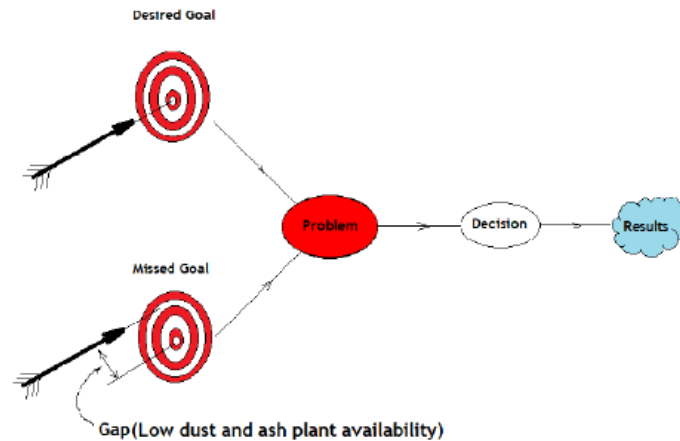 Desired Goal
Problem
Decision
Results
Missed Goal
Gap(Low dust and ash plant availability)